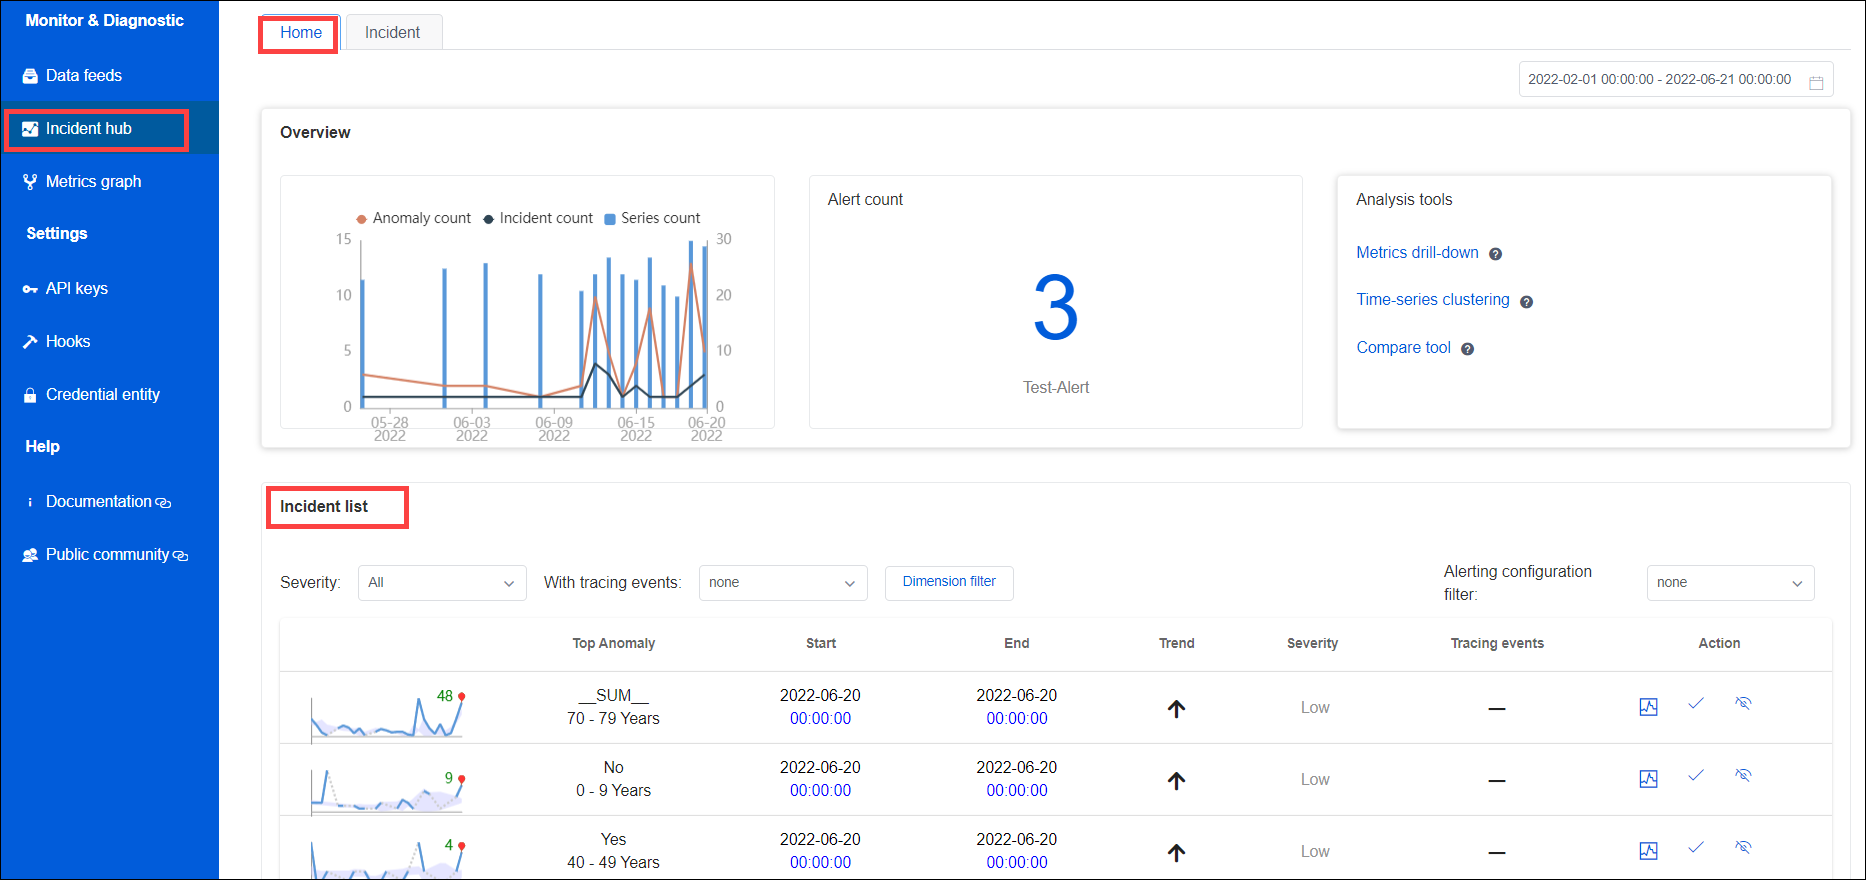 Monitor & Diagnostic
Data feeds
Incident hub
Metrics graph
Settings
API keys
Hooks
Credential entity
Help
Documentation
Public community
Home
Incident
2022-02-01 00:00:00 - 2022-06-21 00:00:00
Overview
Anomaly count
Incident count
Series count
15
10
5
0
30
20
10
0
05-28
2022
06-03
2022
06-09
2022
06-15
2022
06-20
2022
Alert count
3
Test-Alert
Analysis tools
Metrics drill-down ?
Time-series clustering ?
Compare tool ?
Incident list
Severity: All
With tracing events: none
Dimension filter
Alerting configuration
filter:
none
Top Anomaly Start End Trend Severity Tracing events Action
48
__SUM__
70 - 79 Years
2022-06-20
00:00:00
2022-06-20
00:00:00
Low
—
9
No
0 - 9 Years
2022-06-20
00:00:00
2022-06-20
00:00:00
Low
—
4
Yes
40 - 49 Years
2022-06-20
00:00:00
2022-06-20
00:00:00
Low
—